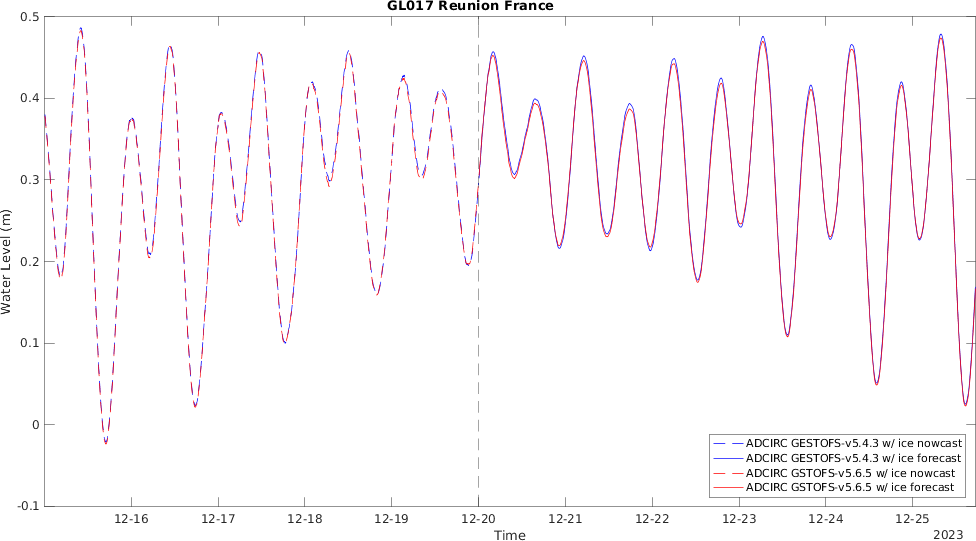 GL017 Reunion France
0.5
0.4
0.3
0.2
0.1
0
-0.1
Water Level (m)
12-16 12-17 12-18 12-19 12-20 12-21 12-22 12-23 12-24 12-25
Time
2023
ADCIRC GESTOFS-v5.4.3 w/ ice nowcast
ADCIRC GESTOFS-v5.4.3 w/ ice forecast
ADCIRC GSTOFS-v5.6.5 w/ ice nowcast
ADCIRC GSTOFS-v5.6.5 w/ ice forecast